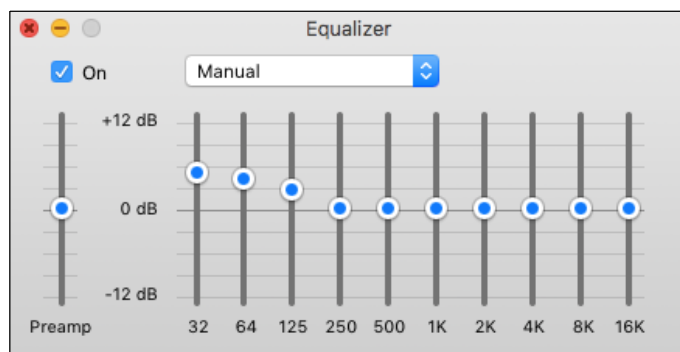 Equalizer
On Manual
+12 dB
0 dB
-12 dB
Preamp 32 64 125 250 500 1K 2K 4K 8K 16K